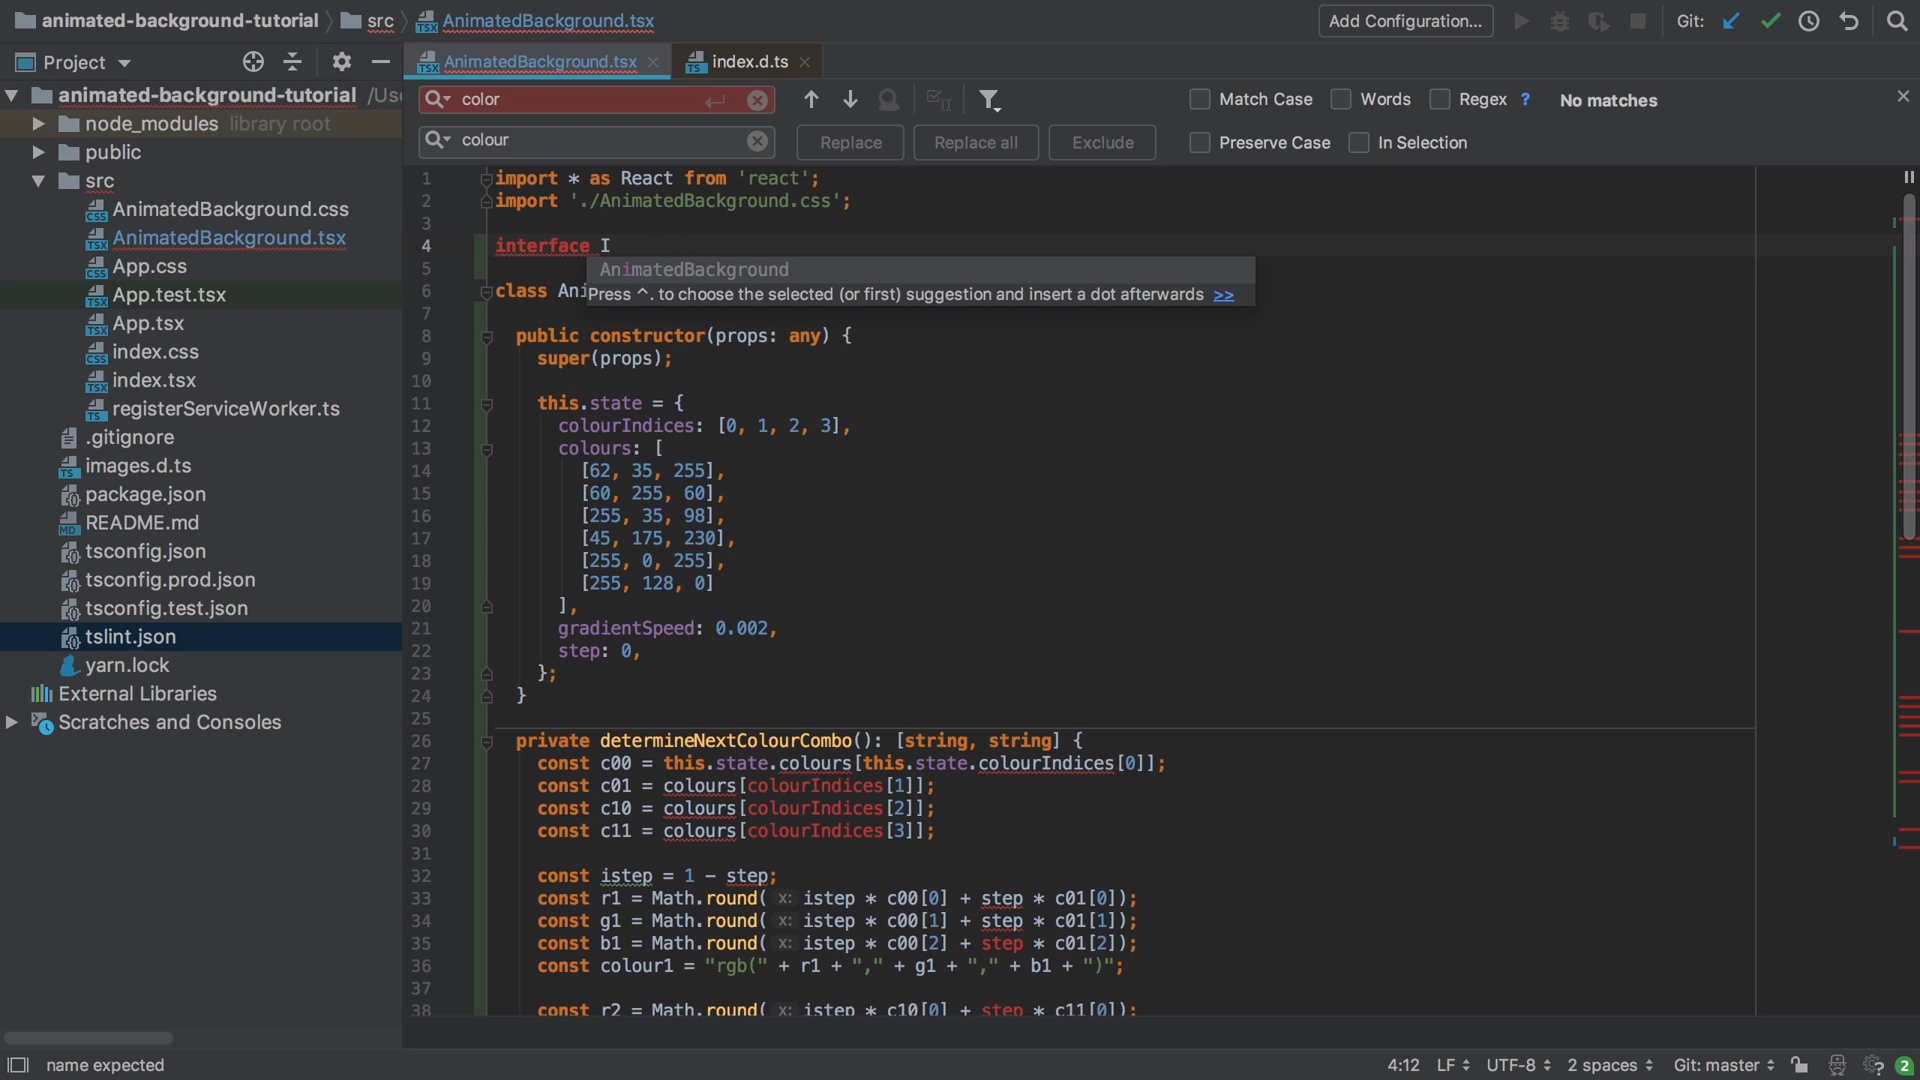 animated-background-tutorial src AnimatedBackground.tsx Add Configuration... Git:
Project
AnimatedBackground.tsx index.d.ts
animated-background-tutorial /Use
node_modules library root
public
src
AnimatedBackground.css
AnimatedBackground.tsx
App.css
App.test.tsx
App.tsx
index.css
index.tsx
registerServiceWorker.ts
.gitignore
images.d.ts
package.json
README.md
tsconfig.json
tsconfig.prod.json
tsconfig.test.json
tslint.json
yarn.lock
External Libraries
Scratches and Consoles
color Match Case Words Regex ? No matches
colour Replace Replace all Exclude Preserve Case In Selection
1 import * as React from 'react';
2 import './AnimatedBackground.css';
3
4 interface I
AnimatedBackground
Press ^. to choose the selected (or first) suggestion and insert a dot afterwards >>
5
6 class Ani
7
8 public constructor(props: any) {
9 super(props);
10
11 this.state = {
12 colourIndices: [0, 1, 2, 3],
13 colours: [
14 [62, 35, 255],
15 [60, 255, 60],
16 [255, 35, 98],
17 [45, 175, 230],
18 [255, 0, 255],
19 [255, 128, 0]
20 ],
21 gradientSpeed: 0.002,
22 step: 0,
23 };
24 }
25
26 private determineNextColourCombo(): [string, string] {
27 const c00 = this.state.colours[this.state.colourIndices[0]];
28 const c01 = colours[colourIndices[1]];
29 const c10 = colours[colourIndices[2]];
30 const c11 = colours[colourIndices[3]];
31
32 const istep = 1 - step;
33 const r1 = Math.round( x: istep * c00[0] + step * c01[0]);
34 const g1 = Math.round( x: istep * c00[1] + step * c01[1]);
35 const b1 = Math.round( x: istep * c00[2] + step * c01[2]);
36 const colour1 = "rgb(" + r1 + "," + g1 + "," + b1 + ")";
37
38 const r2 = Math.round( x: istep * c10[0] + step * c11[0]);
name expected 4:12 LF UTF-8 2 spaces Git: master 2